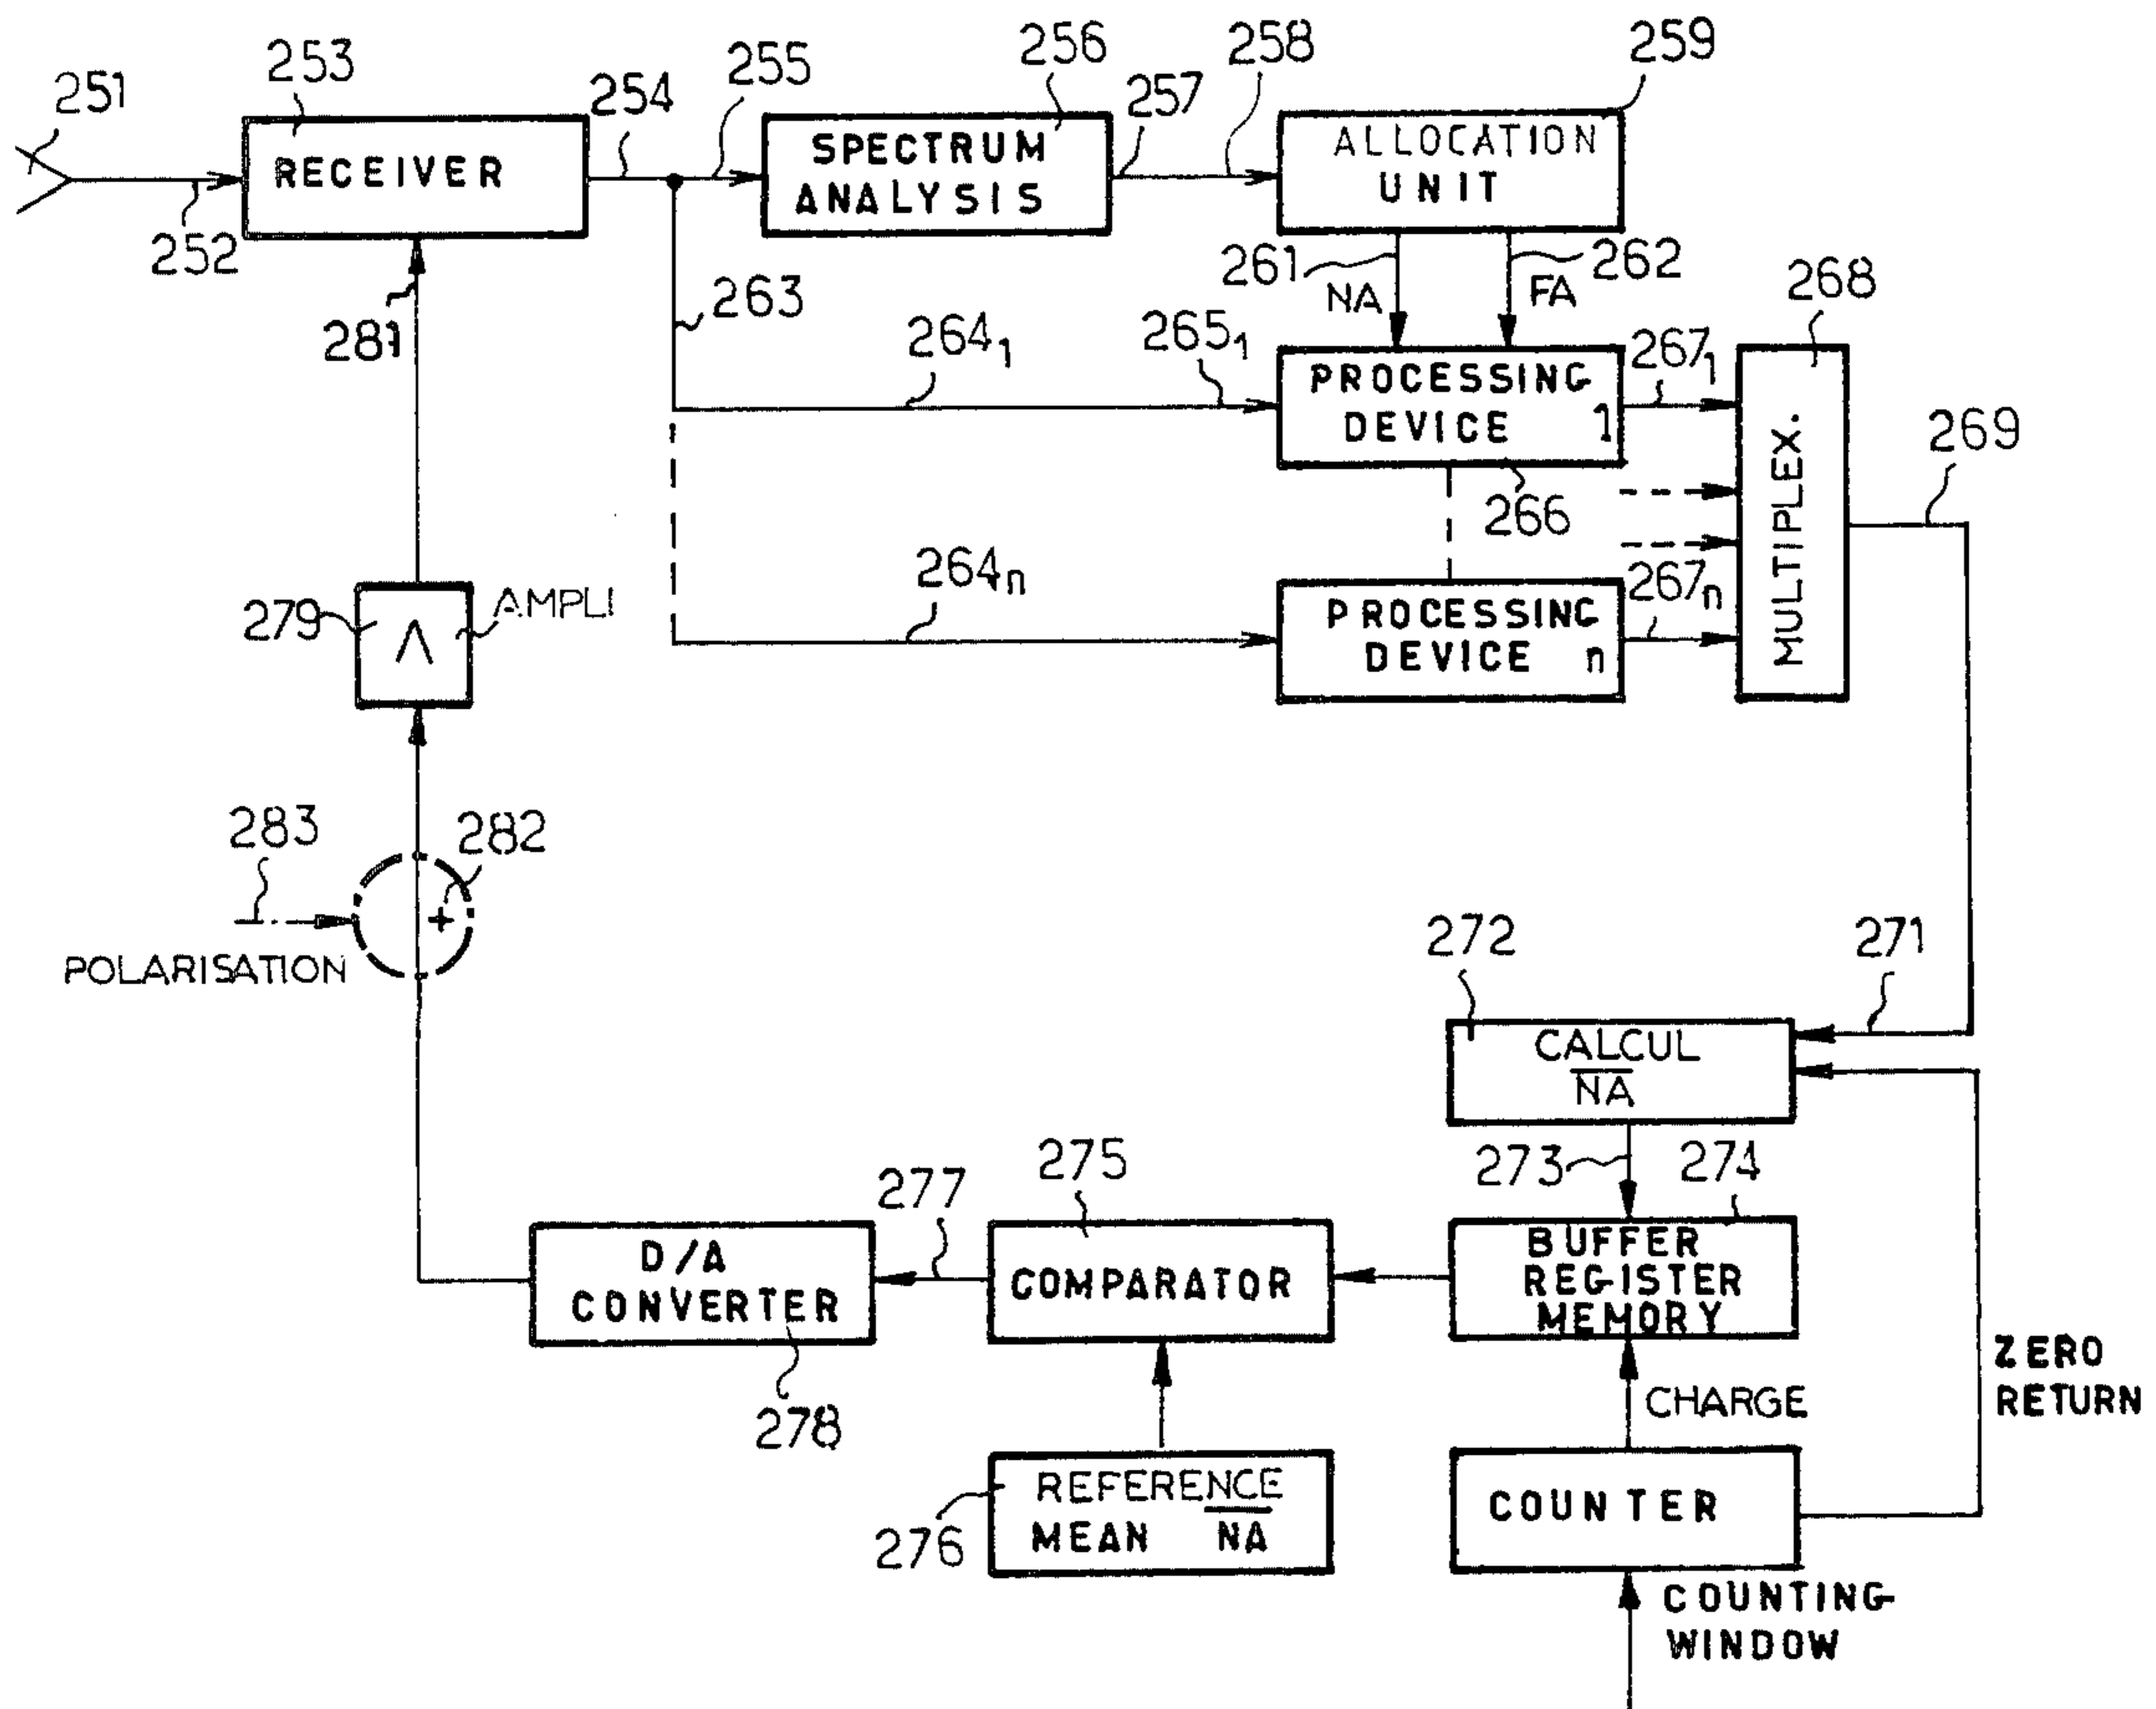 251
253
RECEIVER
252
254
255
256
SPECTRUM
ANALYSIS
257
258
259
ALLOCATION
UNIT
261
NA
262
FA
263
264₁
265₁
PROCESSING
DEVICE 1
266
267₁
268
MULTIPLEX.
269
281
264n
PROCESSING
DEVICE n
267n
279
AMPLI
283
282
+
POLARISATION
272
271
CALCUL
N̅A̅
273
274
BUFFER
REGISTER
MEMORY
275
COMPARATOR
277
D/A
CONVERTER
278
CHARGE
ZERO
RETURN
276
REFERENCE
MEAN N̅A̅
COUNTER
COUNTING
WINDOW